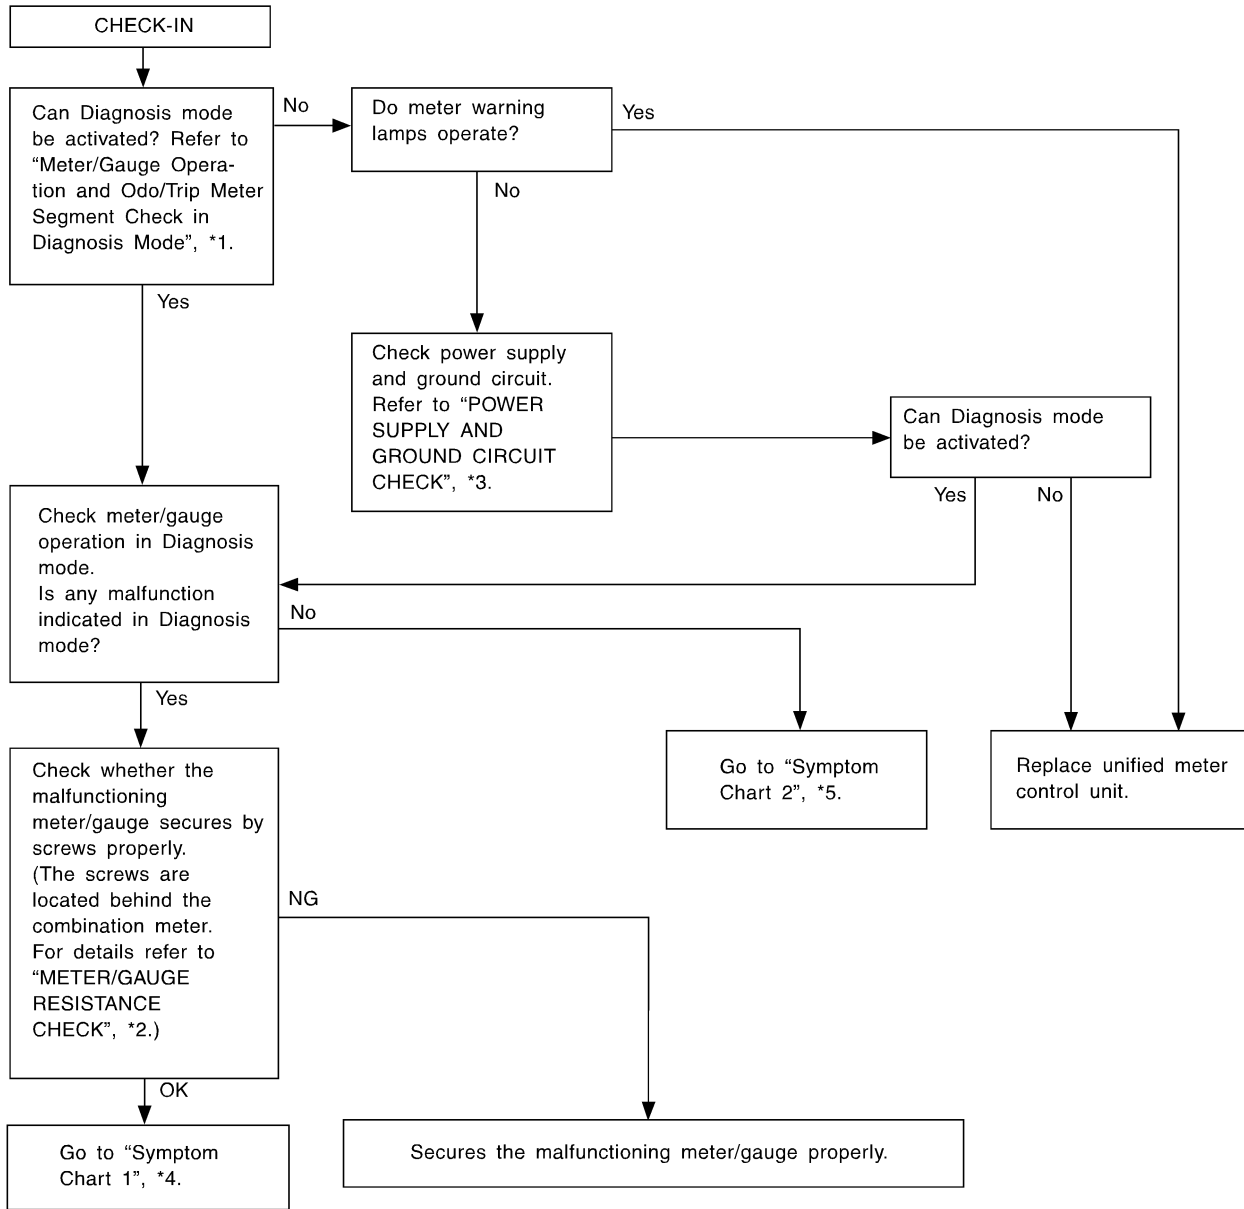 CHECK-IN
Can Diagnosis mode
be activated? Refer to
“Meter/Gauge Opera-
tion and Odo/Trip Meter
Segment Check in
Diagnosis Mode”, *1.
No
Do meter warning
lamps operate?
Yes
No
Yes
Check power supply
and ground circuit.
Refer to “POWER
SUPPLY AND
GROUND CIRCUIT
CHECK”, *3.
Can Diagnosis mode
be activated?
Yes
No
Check meter/gauge
operation in Diagnosis
mode.
Is any malfunction
indicated in Diagnosis
mode?
No
Yes
Go to “Symptom
Chart 2”, *5.
Replace unified meter
control unit.
Check whether the
malfunctioning
meter/gauge secures by
screws properly.
(The screws are
located behind the
combination meter.
For details refer to
“METER/GAUGE
RESISTANCE
CHECK”, *2.)
NG
OK
Go to “Symptom
Chart 1”, *4.
Secures the malfunctioning meter/gauge properly.